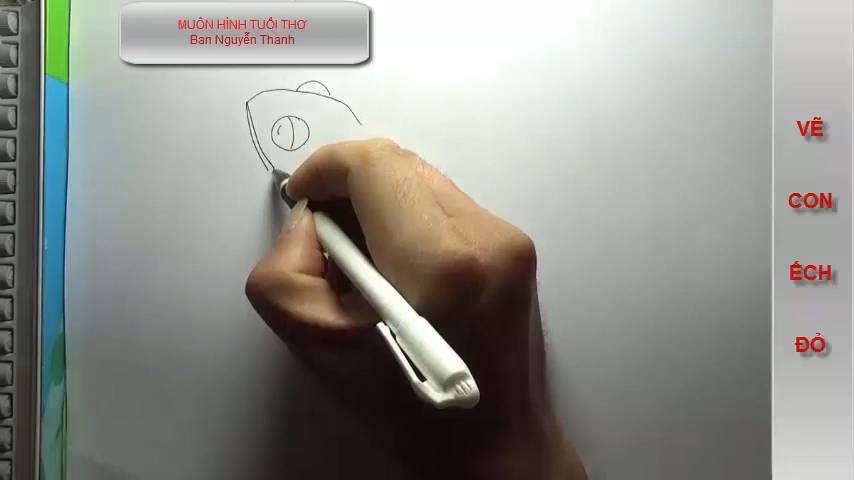 MUÔN HÌNH TUỔI THƠ
Ban Nguyễn Thanh
VẼ
CON
ẾCH
ĐỎ